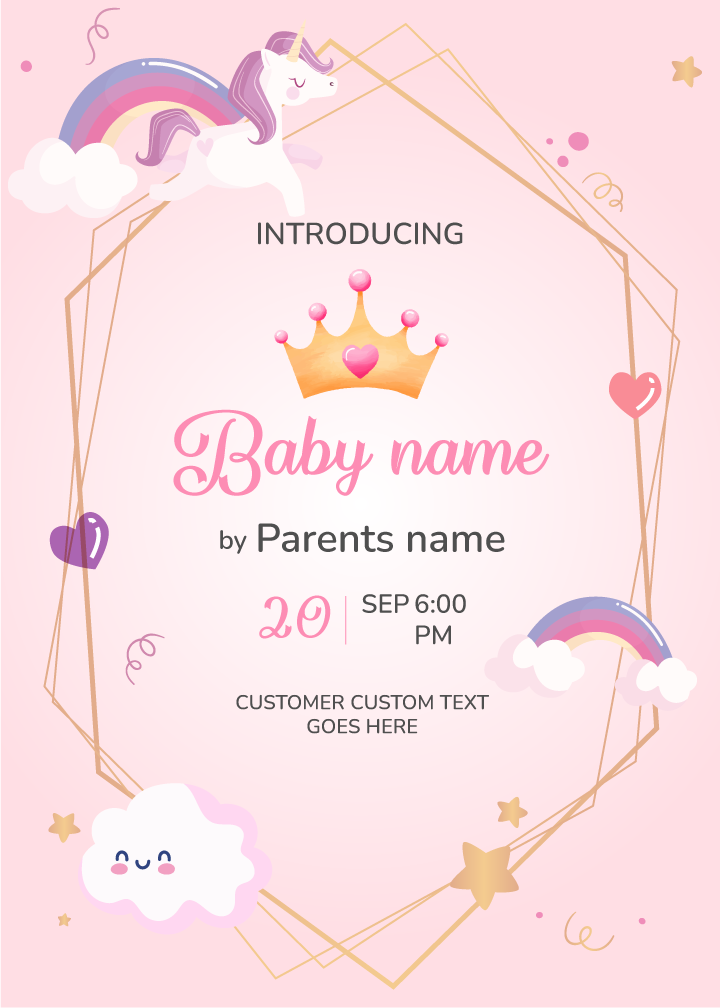 INTRODUCING
Baby name
by Parents name
20 SEP 6:00
PM
CUSTOMER CUSTOM TEXT
GOES HERE